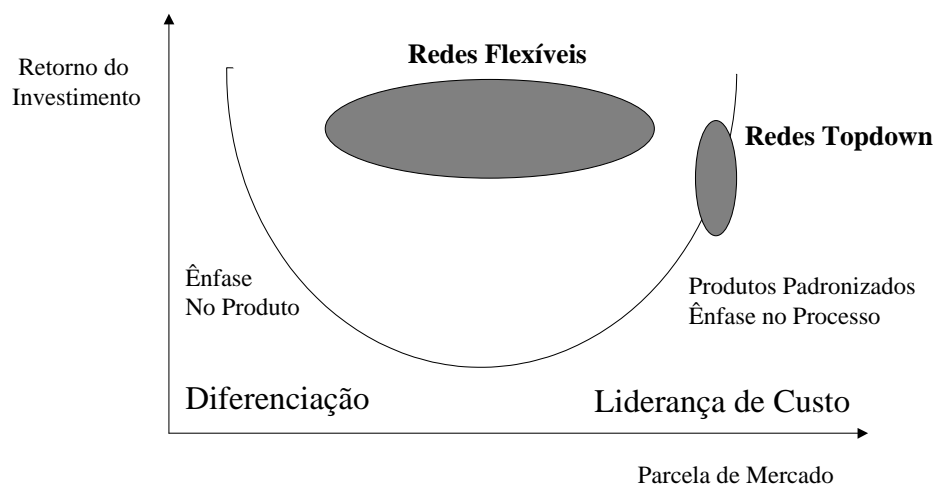 Redes Flexíveis
Retorno do
Investimento
Redes Topdown
Ênfase
No Produto
Produtos Padronizados
Ênfase no Processo
Diferenciação
Liderança de Custo
Parcela de Mercado